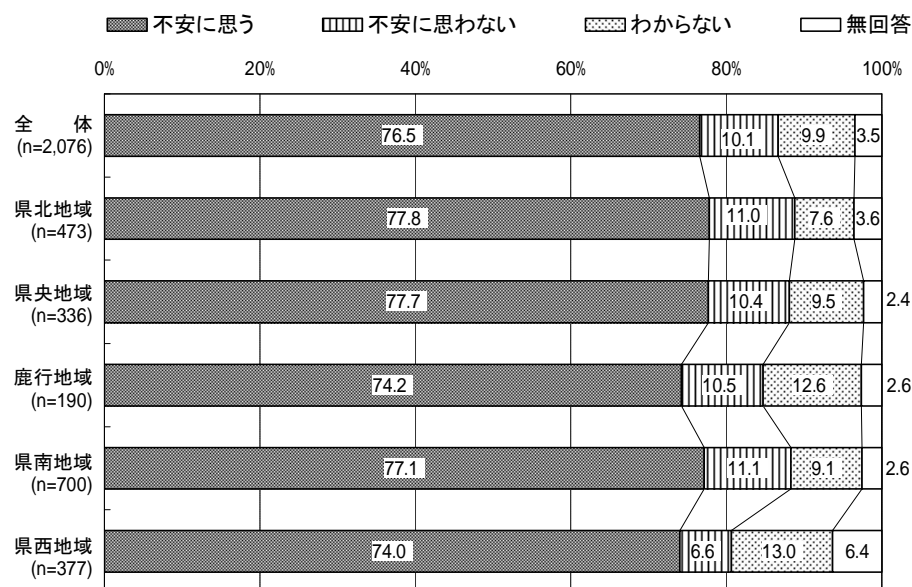 不安に思う 不安に思わない わからない 無回答
0% 20% 40% 60% 80% 100%
全 体 76.5 10.1 9.9 3.5
(n=2,076)
県北地域 77.8 11.0 7.6 3.6
(n=473)
県央地域 77.7 10.4 9.5 2.4
(n=336)
鹿行地域 74.2 10.5 12.6 2.6
(n=190)
県南地域 77.1 11.1 9.1 2.6
(n=700)
県西地域 74.0 6.6 13.0 6.4
(n=377)